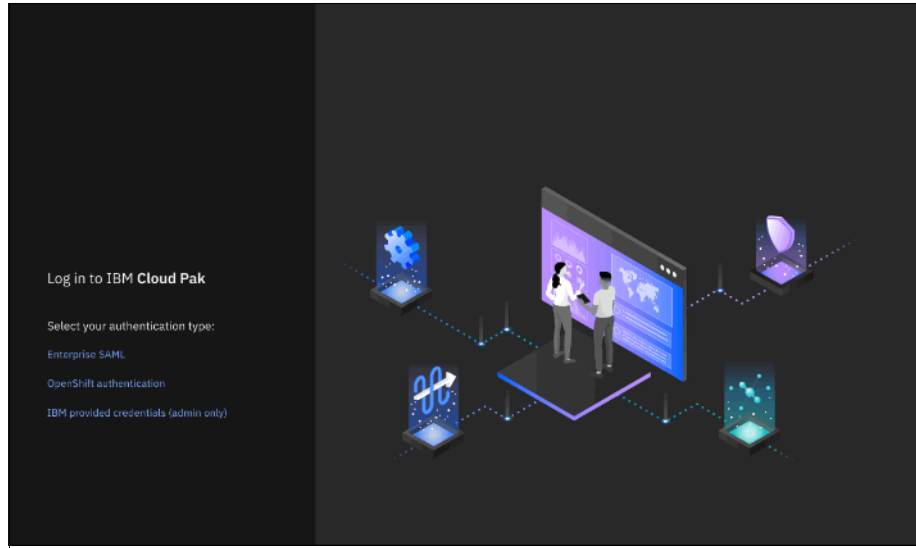 Log in to IBM Cloud Pak
Select your authentication type:
Enterprise SAML
OpenShift authentication
IBM provided credentials (admin only)